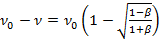 ν₀ − ν = ν₀ (1 − √((1−β)/(1+β)))